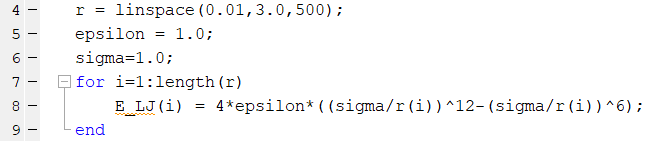 4 - r = linspace(0.01,3.0,500);
5 - epsilon = 1.0;
6 - sigma=1.0;
7 - for i=1:length(r)
8 - E_LJ(i) = 4*epsilon*((sigma/r(i))^12-(sigma/r(i))^6);
9 - end